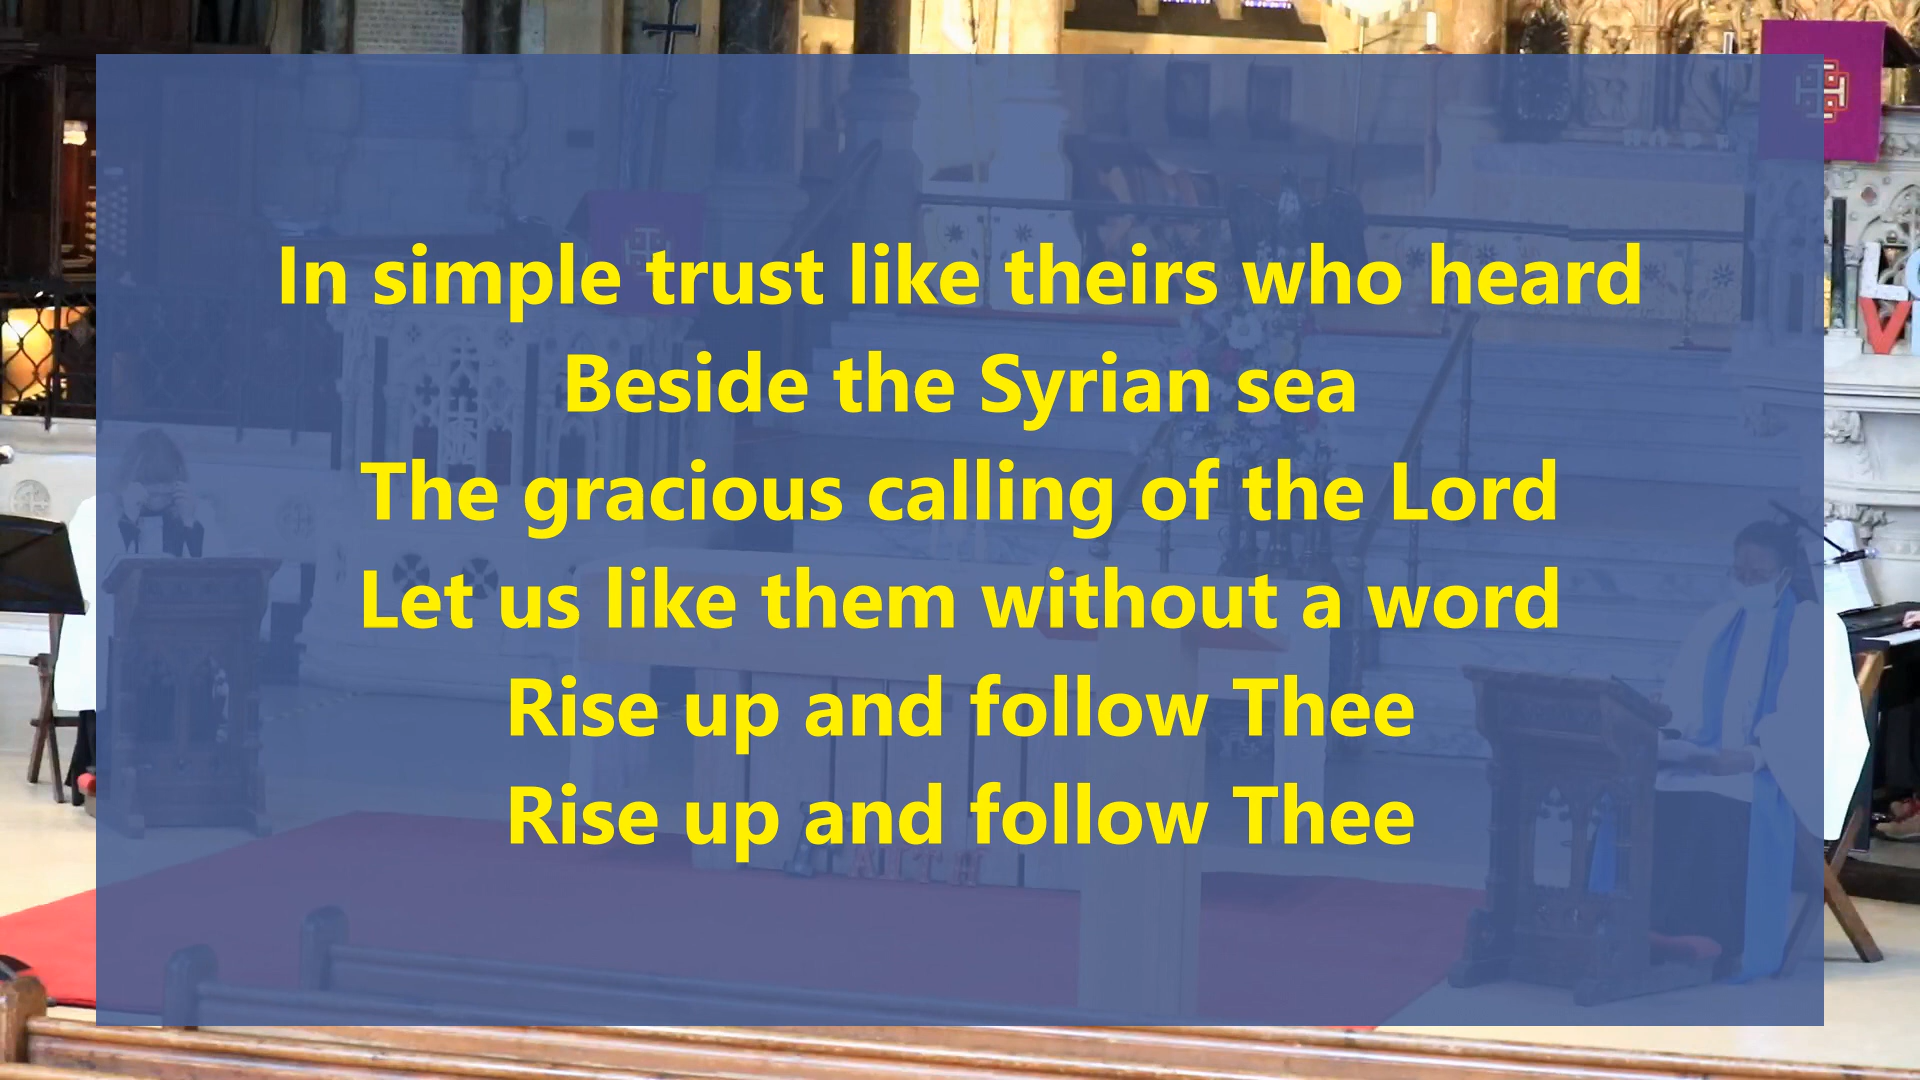 In simple trust like theirs who heard
Beside the Syrian sea
The gracious calling of the Lord
Let us like them without a word
Rise up and follow Thee
Rise up and follow Thee